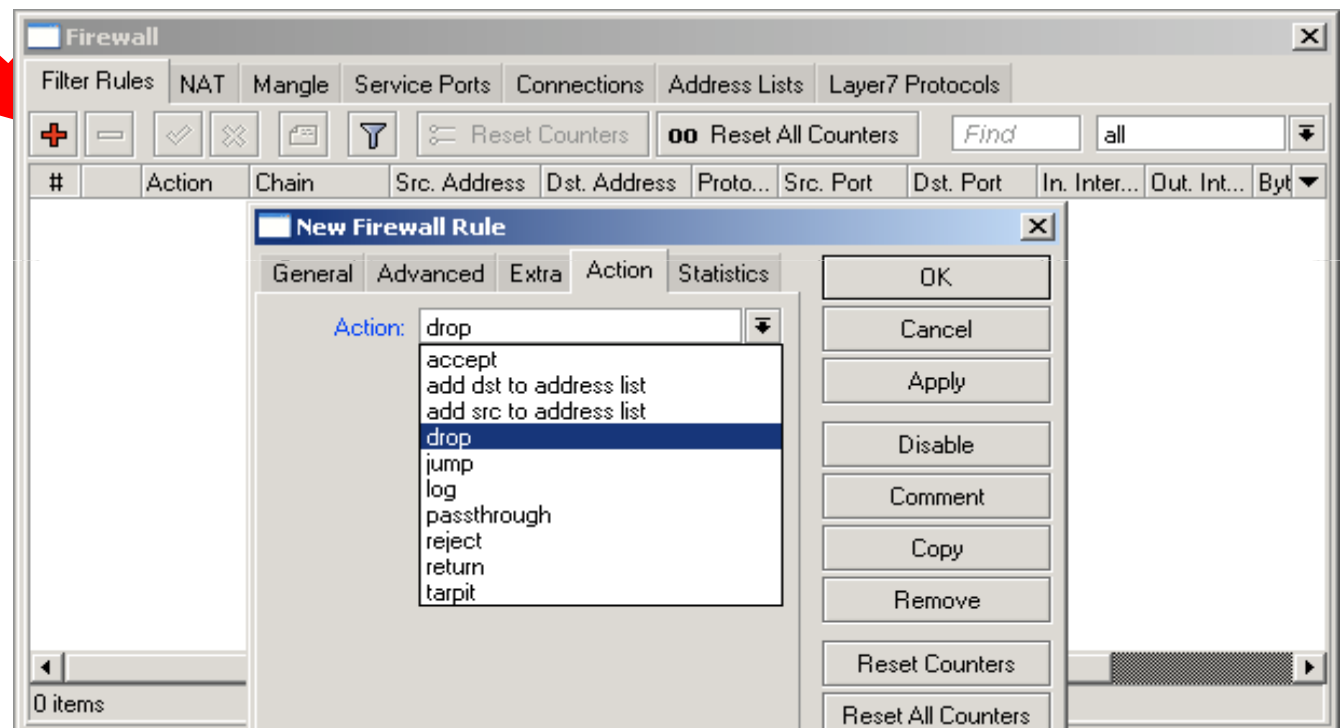 Firewall
Filter Rules NAT Mangle Service Ports Connections Address Lists Layer7 Protocols
Reset Counters 00 Reset All Counters Find all
# Action Chain Src. Address Dst. Address Proto... Src. Port Dst. Port In. Inter... Out. Int... Byt
New Firewall Rule
General Advanced Extra Action Statistics
Action: drop
accept
add dst to address list
add src to address list
drop
jump
log
passthrough
reject
return
tarpit
OK
Cancel
Apply
Disable
Comment
Copy
Remove
Reset Counters
Reset All Counters
0 items